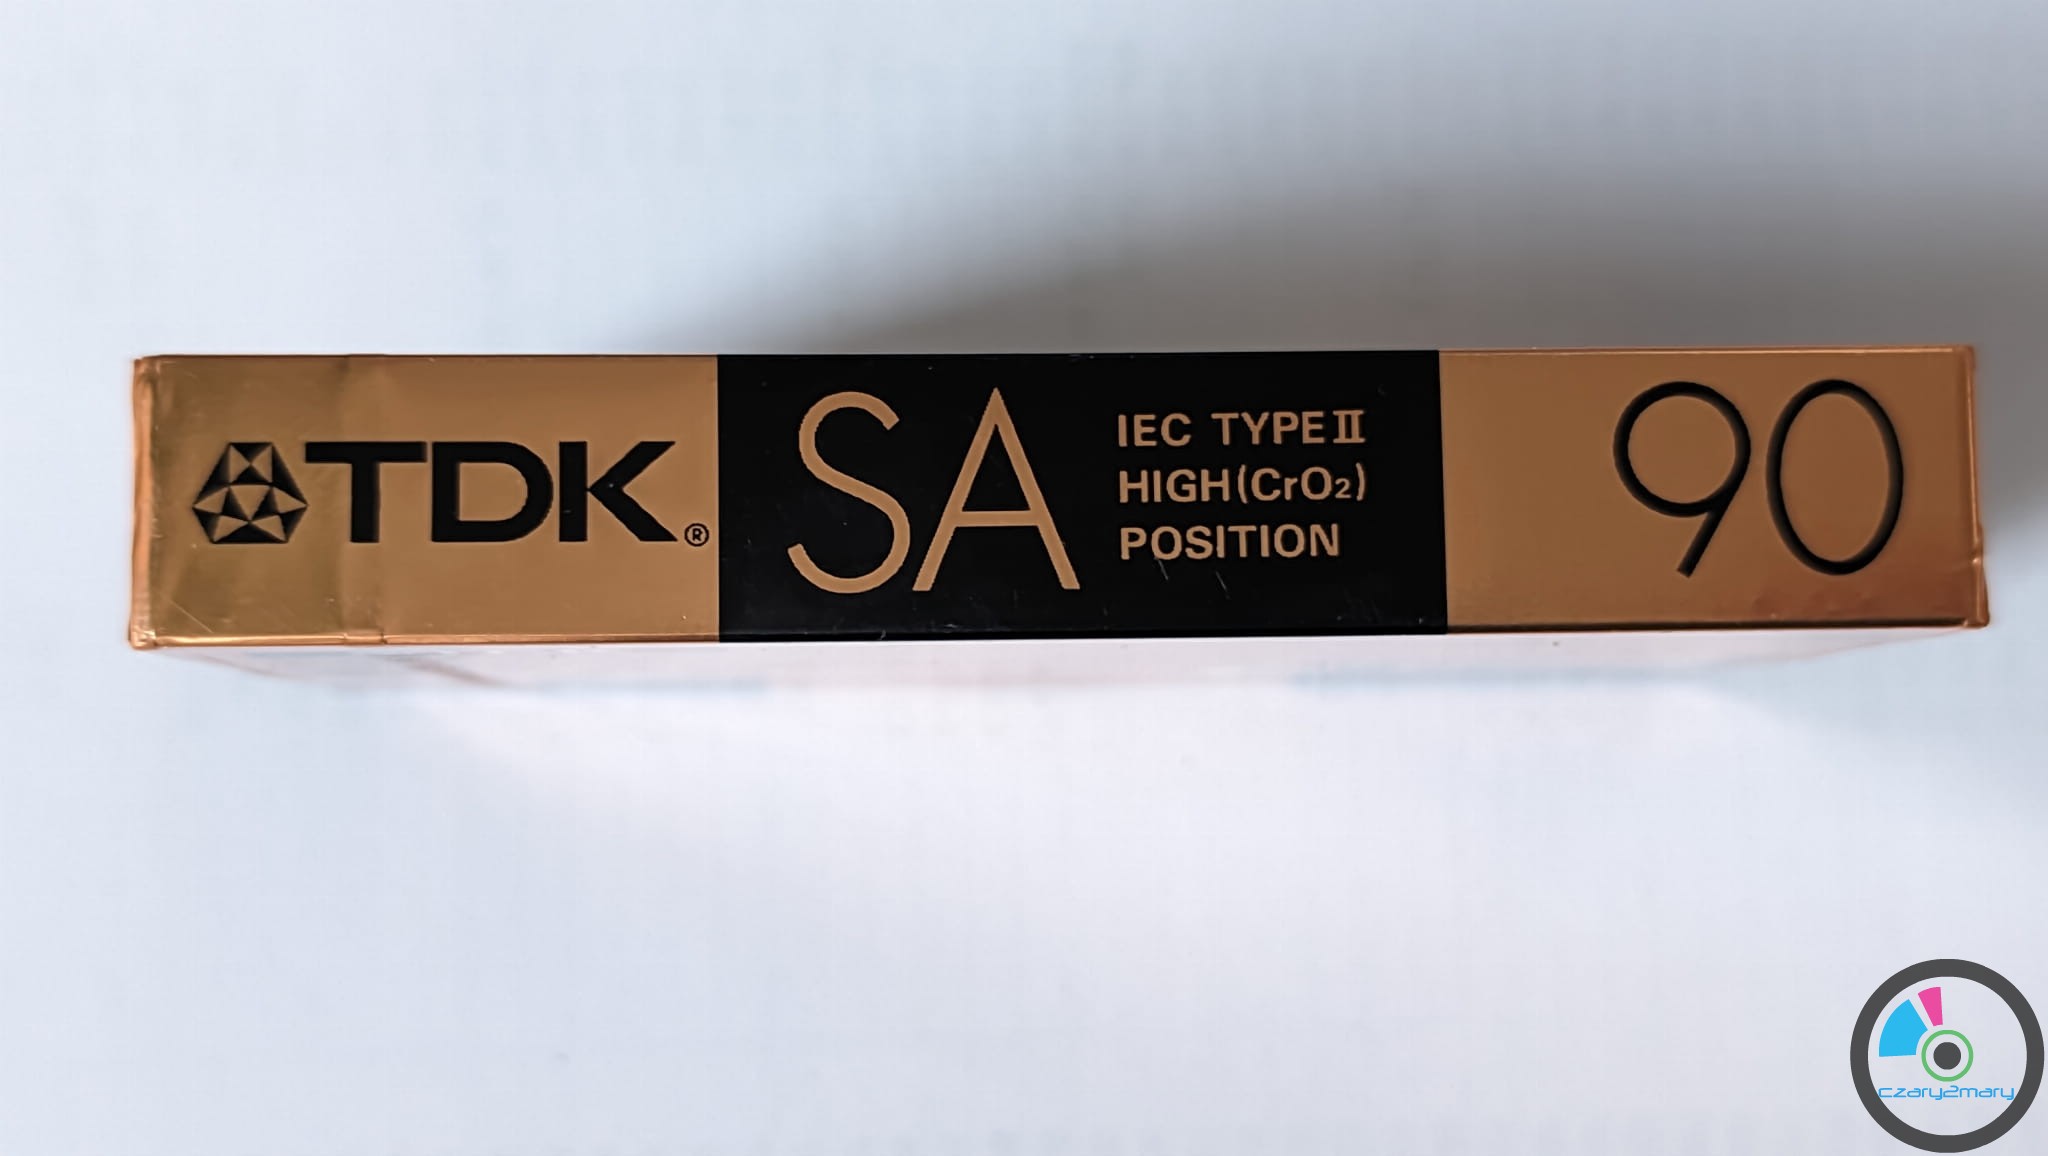 TDK®
SA
IEC TYPE II
HIGH (CrO₂)
POSITION
90
czary2mary